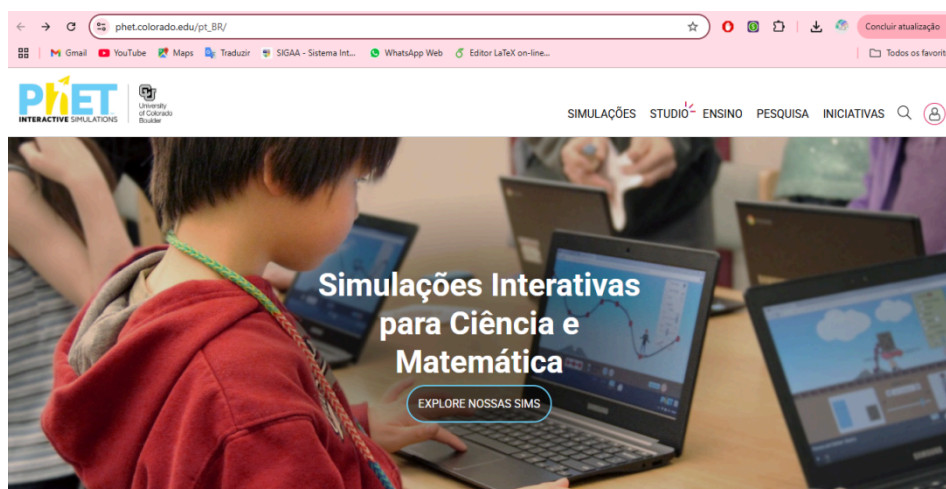 phet.colorado.edu/pt_BR/
Concluir atualização
Gmail YouTube Maps Traduzir SIGAA - Sistema Int... WhatsApp Web Editor LaTeX on-line...
Todos os favorit
PhET
INTERACTIVE SIMULATIONS
University
of Colorado
Boulder
SIMULAÇÕES STUDIO ENSINO PESQUISA INICIATIVAS
Simulações Interativas
para Ciência e
Matemática
EXPLORE NOSSAS SIMS